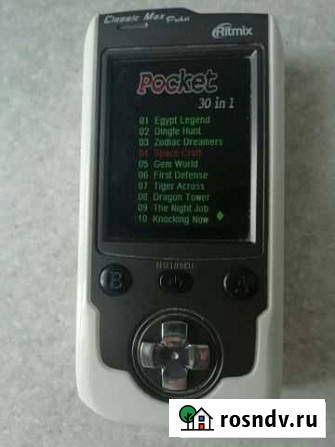 Classic Max Pocket
Ritmix
Pocket
30 in 1
01 Egypt Legend
02 Dingle Hunt
03 Zodiac Dreamers
04 Space Craft
05 Gem World
06 First Defense
07 Tiger Across
08 Dragon Tower
09 The Night Job
10 Knocking Now
B
A
rosndv.ru